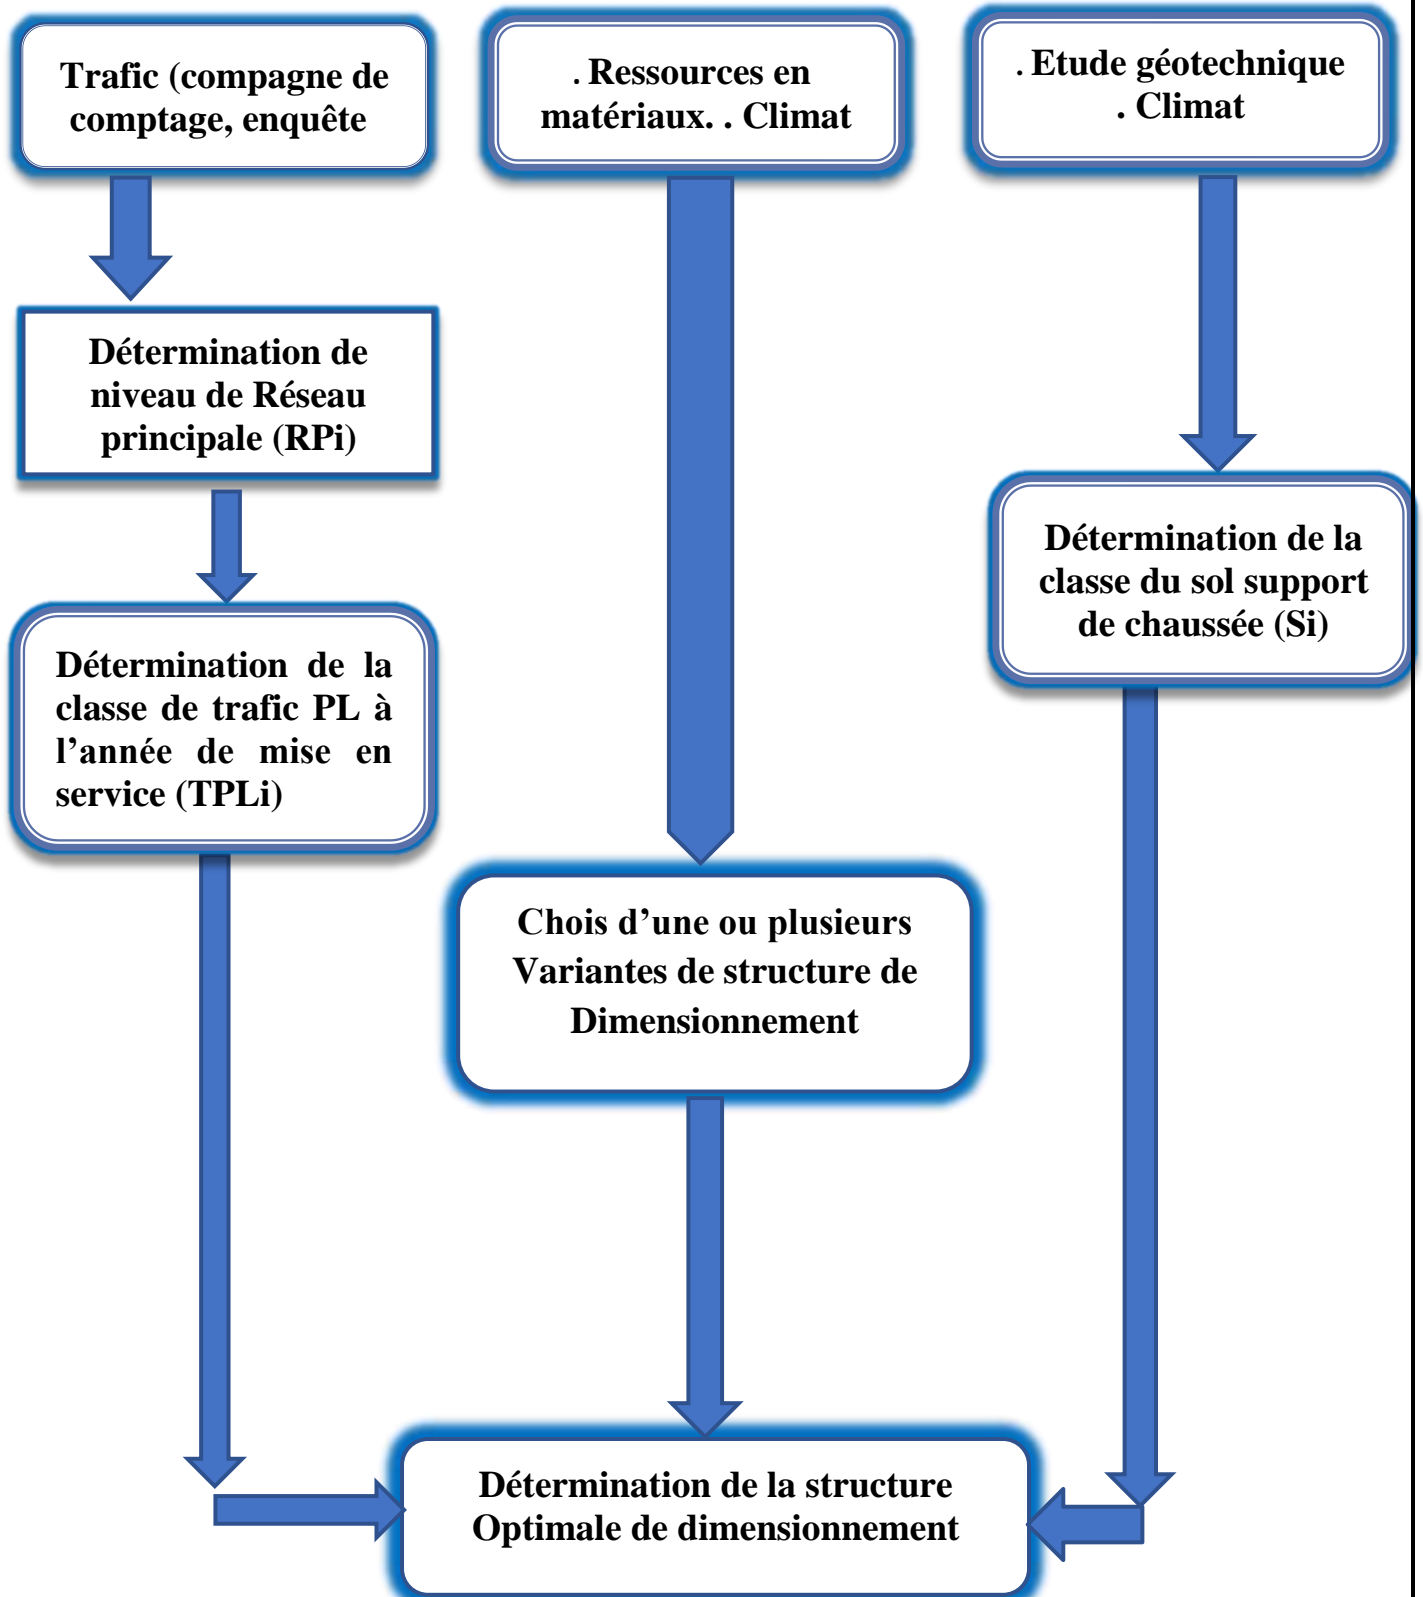 Trafic (compagne de
comptage, enquête
. Ressources en
matériaux. . Climat
. Etude géotechnique
. Climat
Détermination de
niveau de Réseau
principale (RPi)
Détermination de la
classe du sol support
de chaussée (Si)
Détermination de la
classe de trafic PL à
l’année de mise en
service (TPLi)
Chois d’une ou plusieurs
Variantes de structure de
Dimensionnement
Détermination de la structure
Optimale de dimensionnement